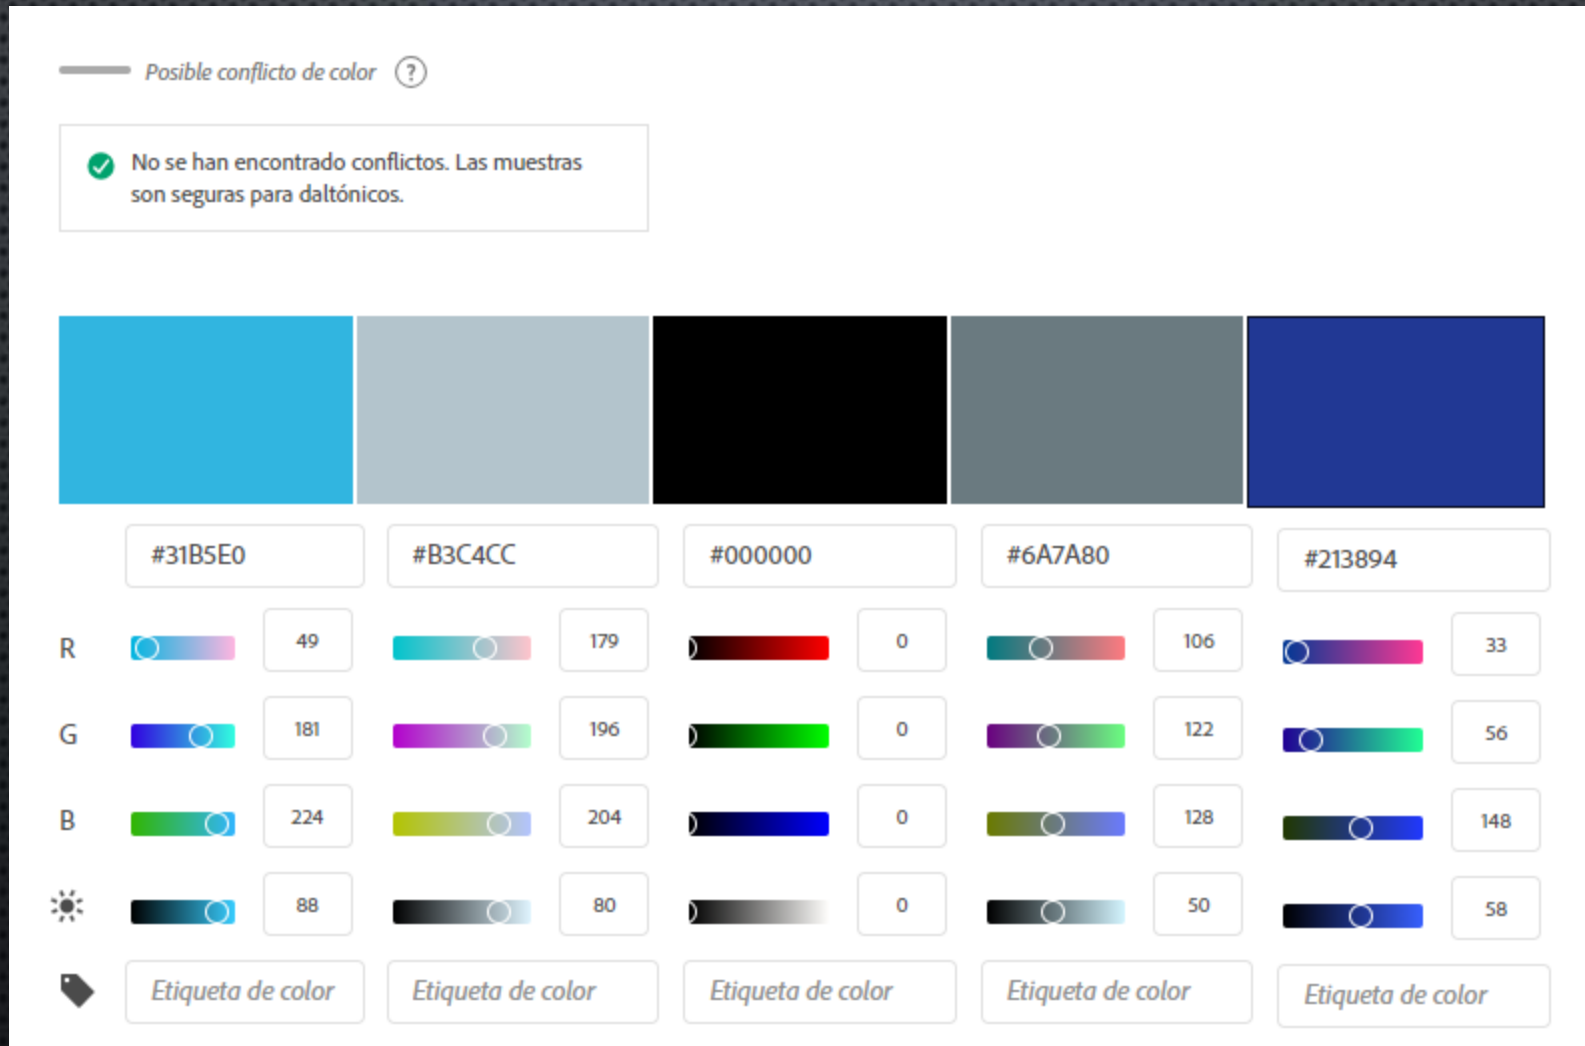 Posible conflicto de color ?
No se han encontrado conflictos. Las muestras
son seguras para daltónicos.
#31B5E0 #B3C4CC #000000 #6A7A80 #213894
R 49 179 0 106 33
G 181 196 0 122 56
B 224 204 0 128 148
88 80 0 50 58
Etiqueta de color Etiqueta de color Etiqueta de color Etiqueta de color Etiqueta de color